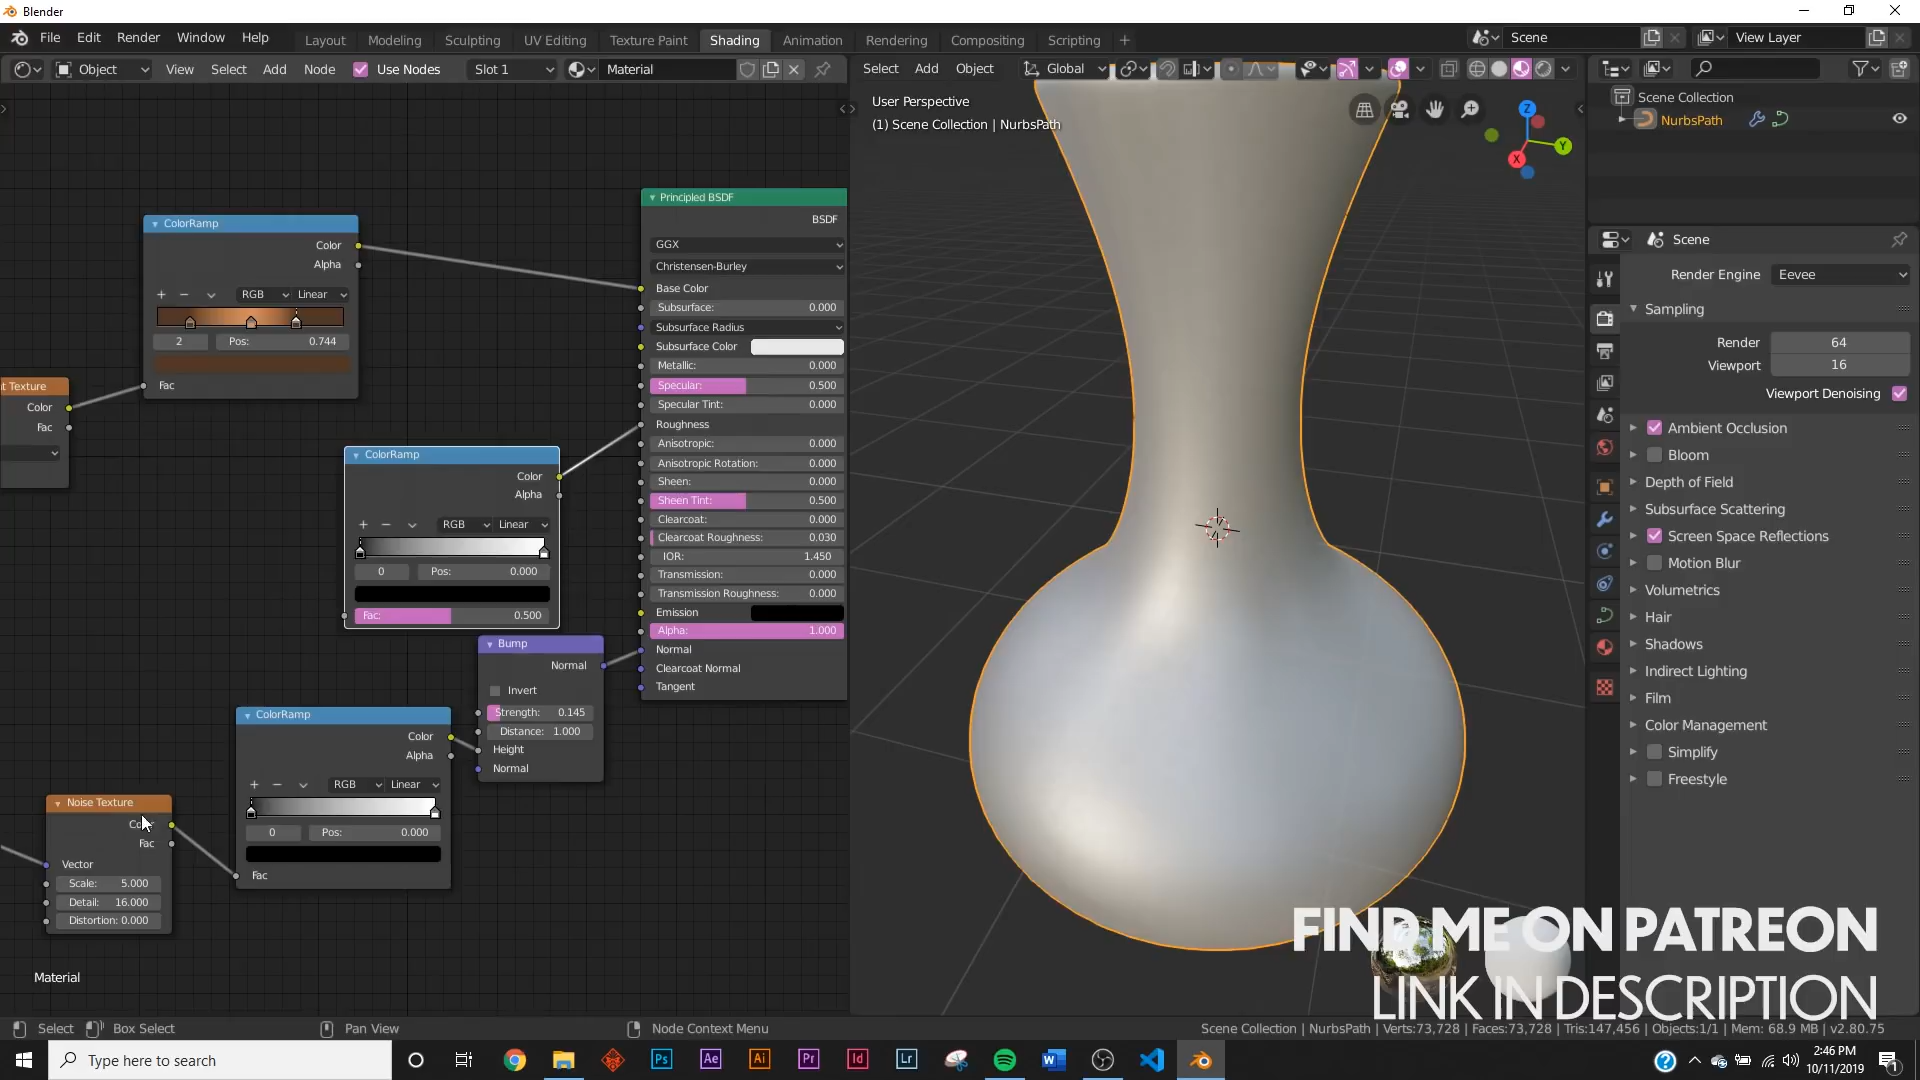 Blender
File Edit Render Window Help
Layout Modeling Sculpting UV Editing Texture Paint Shading Animation Rendering Compositing Scripting +
Scene
View Layer
Object View Select Add Node Use Nodes Slot 1 Material
Select Add Object Global
User Perspective
(1) Scene Collection | NurbsPath
Z
Y
X
Scene Collection
NurbsPath
Scene
Render Engine Eevee
Sampling
Render 64
Viewport 16
Viewport Denoising
Ambient Occlusion
Bloom
Depth of Field
Subsurface Scattering
Screen Space Reflections
Motion Blur
Volumetrics
Hair
Shadows
Indirect Lighting
Film
Color Management
Simplify
Freestyle
ColorRamp
Color
Alpha
RGB Linear
2 Pos: 0.744
Fac
t Texture
Color
Fac
ColorRamp
Color
Alpha
RGB Linear
0 Pos: 0.000
Fac: 0.500
Principled BSDF
BSDF
GGX
Christensen-Burley
Base Color
Subsurface: 0.000
Subsurface Radius
Subsurface Color
Metallic: 0.000
Specular: 0.500
Specular Tint: 0.000
Roughness
Anisotropic: 0.000
Anisotropic Rotation: 0.000
Sheen: 0.000
Sheen Tint: 0.500
Clearcoat: 0.000
Clearcoat Roughness: 0.030
IOR: 1.450
Transmission: 0.000
Transmission Roughness: 0.000
Emission
Alpha: 1.000
Normal
Clearcoat Normal
Tangent
Bump
Normal
Invert
Strength: 0.145
Distance: 1.000
Height
Normal
ColorRamp
Color
Alpha
RGB Linear
0 Pos: 0.000
Fac
Noise Texture
Fac
Vector
Scale: 5.000
Detail: 16.000
Distortion: 0.000
Material
FIND ME ON PATREON
LINK IN DESCRIPTION
Select Box Select Pan View Node Context Menu
Scene Collection | NurbsPath | Verts:73,728 | Faces:73,728 | Tris:147,456 | Objects:1/1 | Mem: 68.9 MB | v2.80.75
Type here to search
Ps Ae Ai Pr Id Lr
2:46 PM
10/11/2019
1